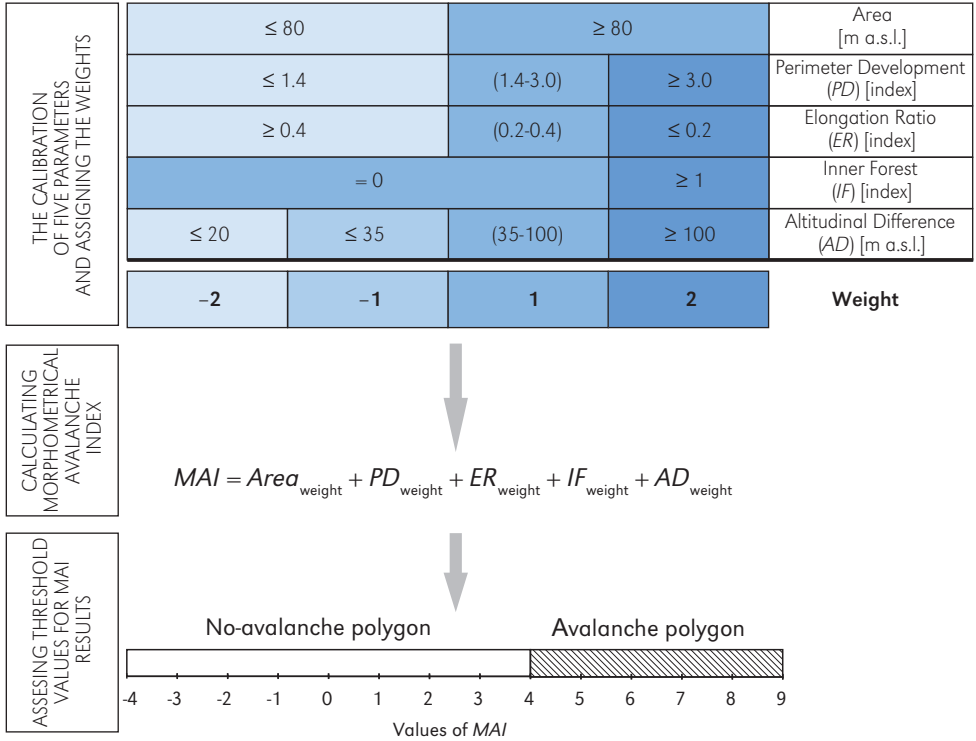 THE CALIBRATION
OF FIVE PARAMETERS
AND ASSIGNING THE WEIGHTS
≤ 80 ≥ 80 Area
[m a.s.l.]
≤ 1.4 (1.4-3.0) ≥ 3.0 Perimeter Development
(PD) [index]
≥ 0.4 (0.2-0.4) ≤ 0.2 Elongation Ratio
(ER) [index]
= 0 ≥ 1 Inner Forest
(IF) [index]
≤ 20 ≤ 35 (35-100) ≥ 100 Altitudinal Difference
(AD) [m a.s.l.]
–2 –1 1 2 Weight
CALCULATING
MORPHOMETRICAL
AVALANCHE
INDEX
MAI = Area weight + PD weight + ER weight + IF weight + AD weight
ASSESING THRESHOLD
VALUES FOR MAI
RESULTS
No-avalanche polygon Avalanche polygon
-4 -3 -2 -1 0 1 2 3 4 5 6 7 8 9
Values of MAI